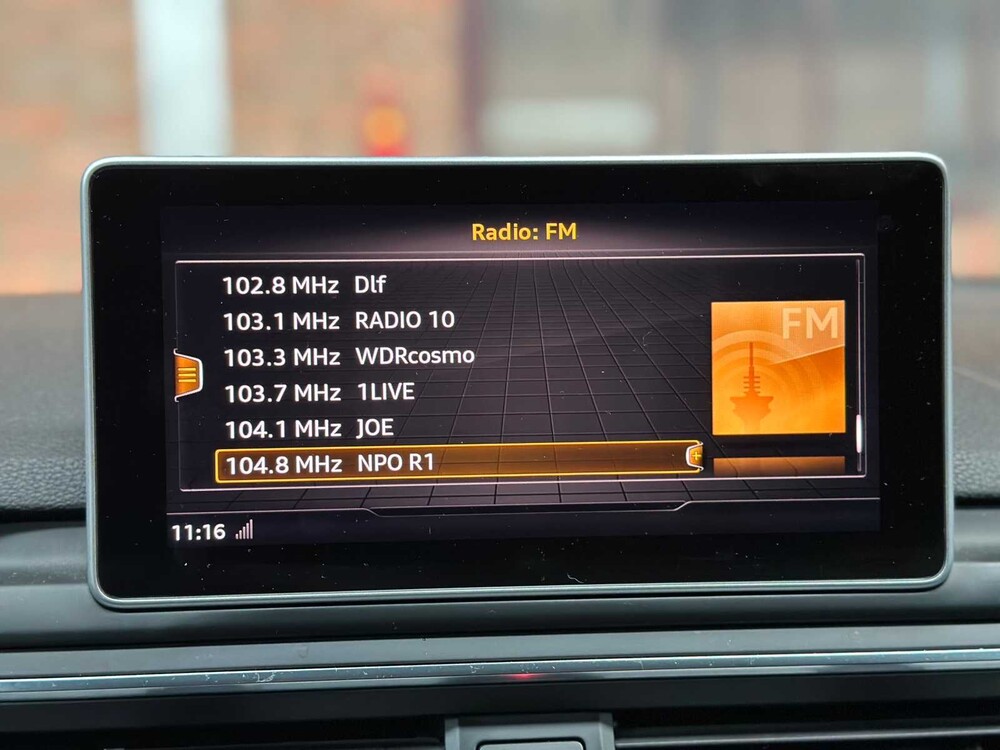 Radio: FM
102.8 MHz Dlf
103.1 MHz RADIO 10
103.3 MHz WDRcosmo
103.7 MHz 1LIVE
104.1 MHz JOE
104.8 MHz NPO R1
FM
11:16